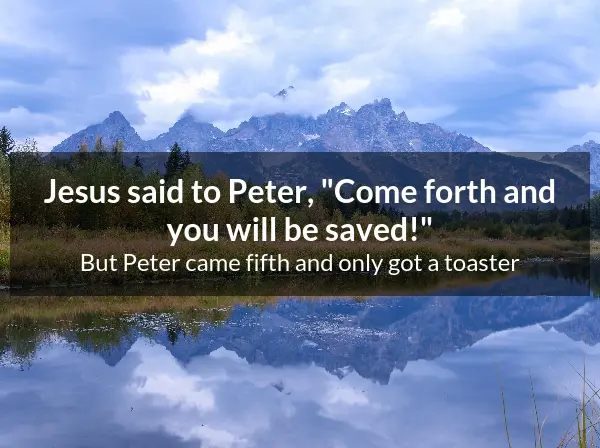 Jesus said to Peter, "Come forth and
you will be saved!"
But Peter came fifth and only got a toaster